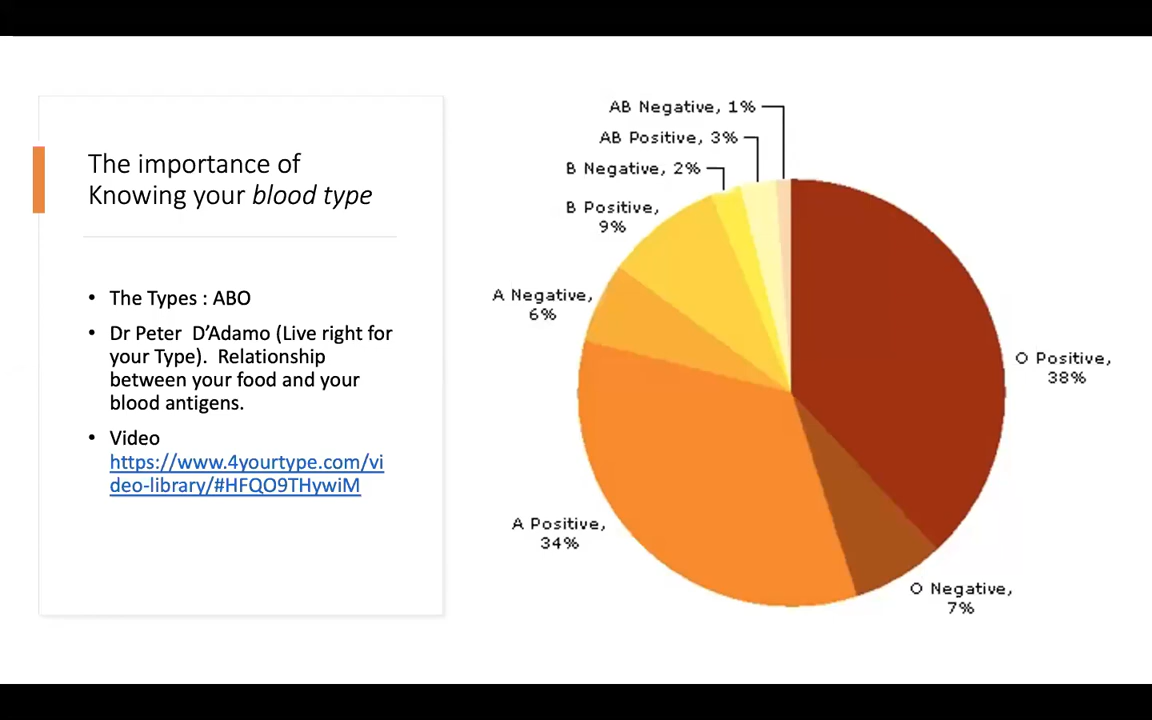 The importance of
Knowing your blood type
• The Types : ABO
• Dr Peter  D’Adamo (Live right for
your Type).  Relationship
between your food and your
blood antigens.
• Video
https://www.4yourtype.com/vi
deo-library/#HFQO9THywiM
AB Negative, 1%
AB Positive, 3%
B Negative, 2%
B Positive,
9%
A Negative,
6%
O Positive,
38%
A Positive,
34%
O Negative,
7%